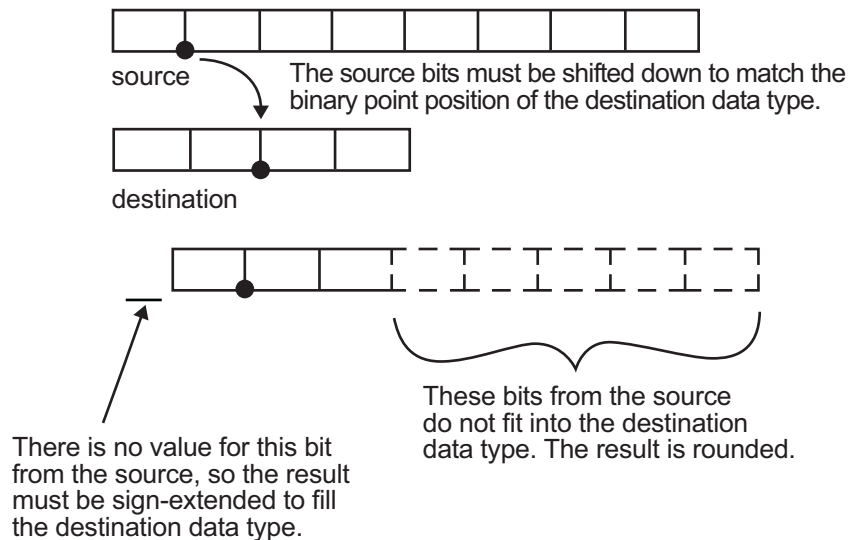 source
The source bits must be shifted down to match the
binary point position of the destination data type.
destination
These bits from the source
do not fit into the destination
data type. The result is rounded.
There is no value for this bit
from the source, so the result
must be sign-extended to fill
the destination data type.